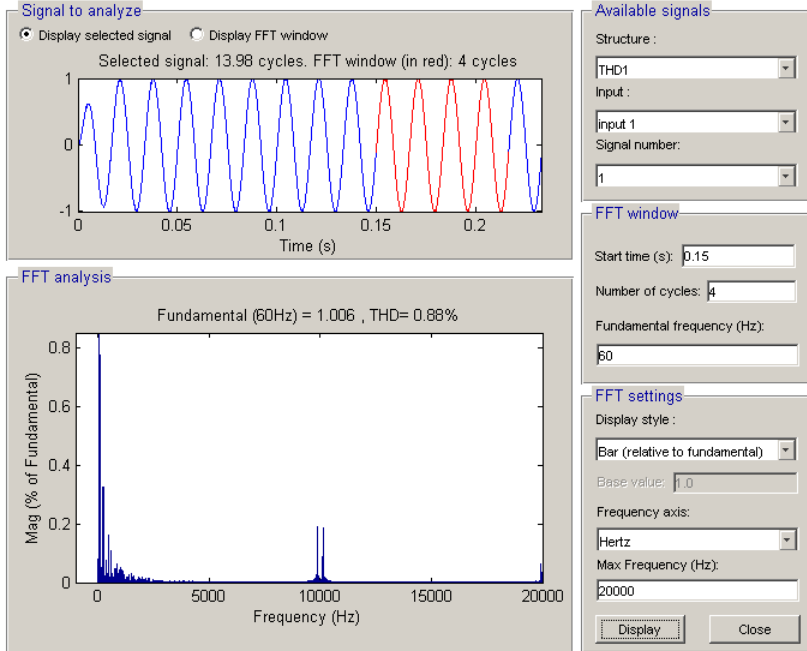 Signal to analyze
Display selected signal Display FFT window
Selected signal: 13.98 cycles. FFT window (in red): 4 cycles
1
0
-1
0 0.05 0.1 0.15 0.2
Time (s)
FFT analysis
Fundamental (60Hz) = 1.006 , THD= 0.88%
0.8
0.6
0.4
0.2
0
Mag (% of Fundamental)
0 5000 10000 15000 20000
Frequency (Hz)
Available signals
Structure :
THD1
Input :
input 1
Signal number:
1
FFT window
Start time (s): 0.15
Number of cycles: 4
Fundamental frequency (Hz):
60
FFT settings
Display style :
Bar (relative to fundamental)
Base value: 1.0
Frequency axis:
Hertz
Max Frequency (Hz):
20000
Display Close